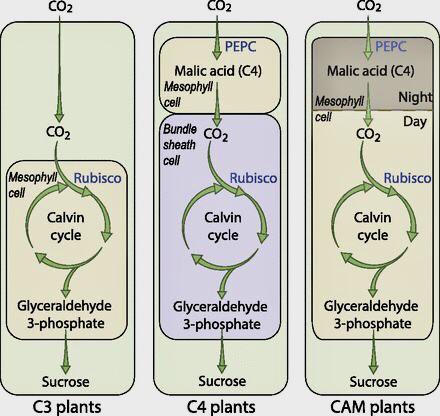 CO₂
CO₂
Mesophyll
cell
Rubisco
Calvin
cycle
Glyceraldehyde
3-phosphate
Sucrose
C3 plants
CO₂
PEPC
Malic acid (C4)
Mesophyll
cell
Bundle
sheath
cell
CO₂
Rubisco
Calvin
cycle
Glyceraldehyde
3-phosphate
Sucrose
C4 plants
CO₂
PEPC
Malic acid (C4)
Mesophyll
cell
Night
Day
CO₂
Rubisco
Calvin
cycle
Glyceraldehyde
3-phosphate
Sucrose
CAM plants